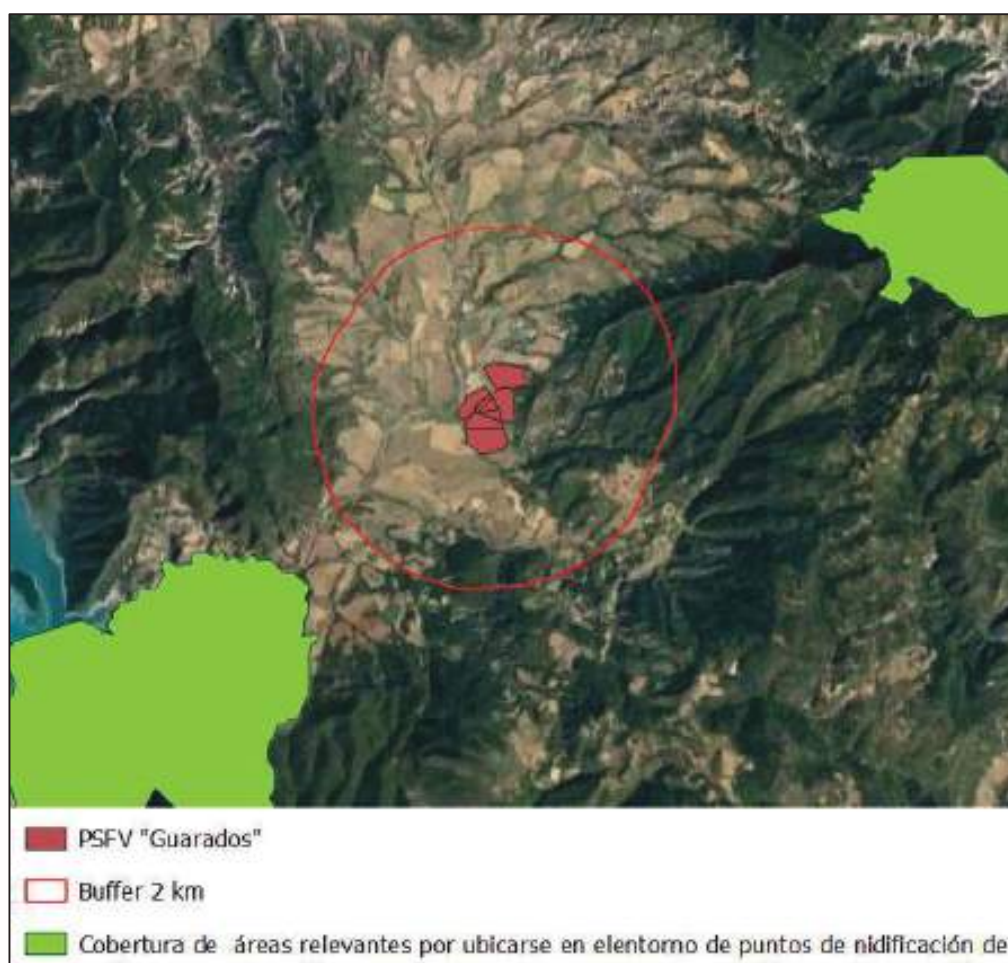 PSFV "Guarados"
Buffer 2 km
Cobertura de áreas relevantes por ubicarse en elentorno de puntos de nidificación de